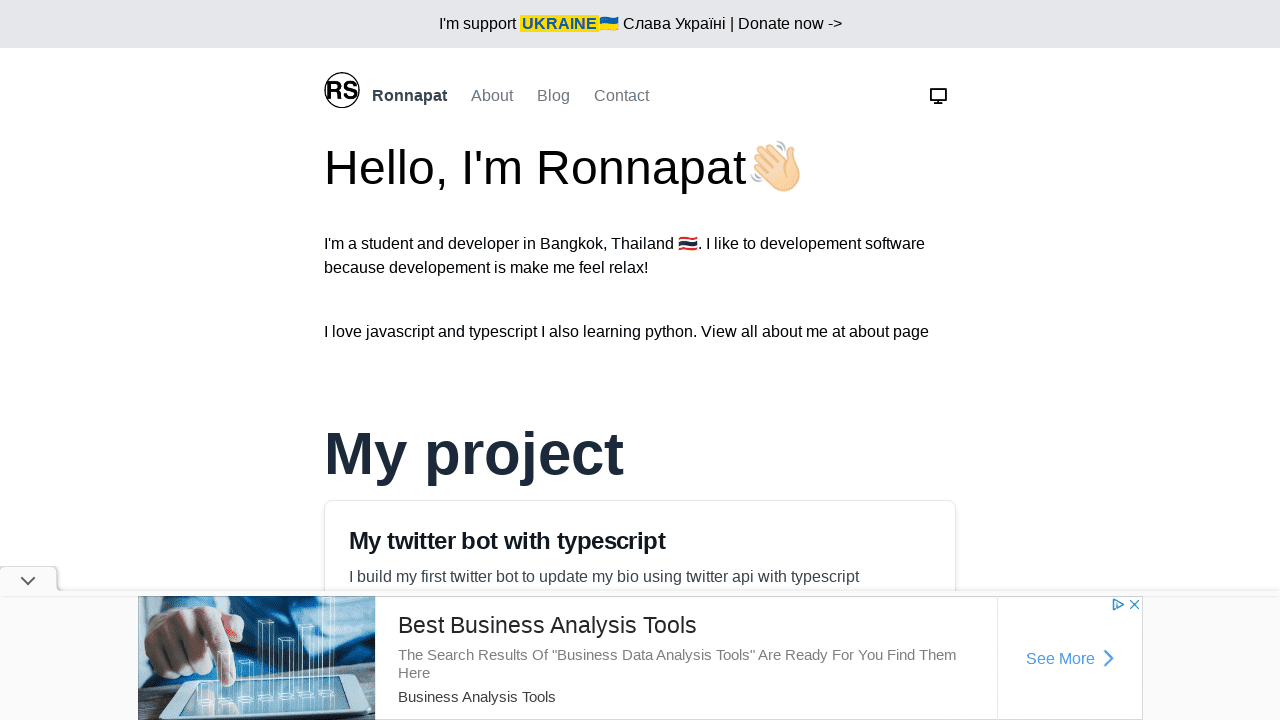 I'm support UKRAINE🇺🇦 Слава Україні | Donate now ->
RS Ronnapat About Blog Contact
Hello, I'm Ronnapat👋🏻
I'm a student and developer in Bangkok, Thailand 🇹🇭. I like to developement software
because developement is make me feel relax!
I love javascript and typescript I also learning python. View all about me at about page
My project
My twitter bot with typescript
I build my first twitter bot to update my bio using twitter api with typescript
Best Business Analysis Tools
The Search Results Of "Business Data Analysis Tools" Are Ready For You Find Them
Here
Business Analysis Tools
See More